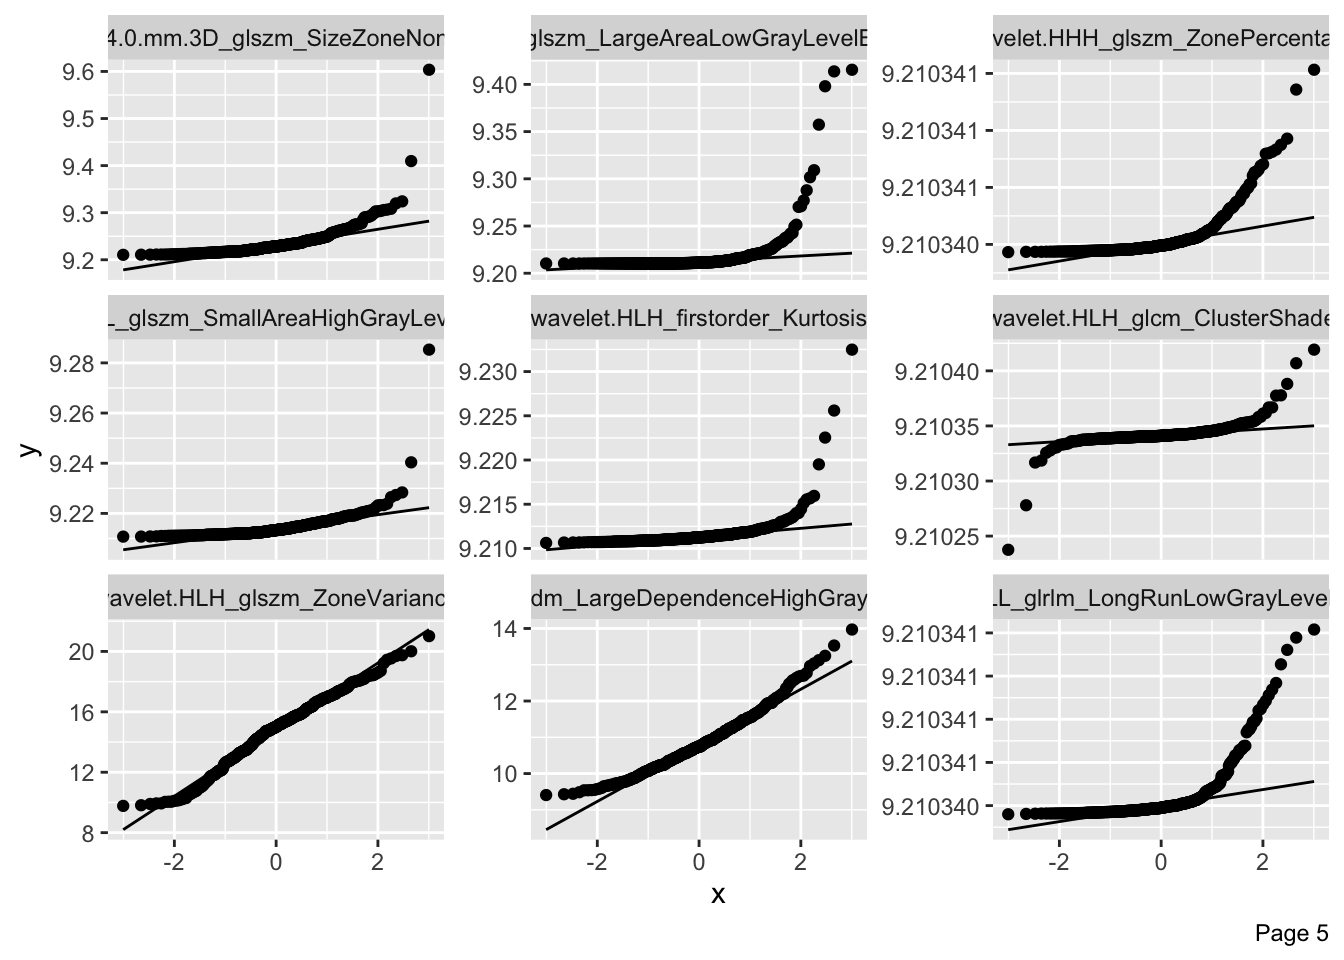 4.0.mm.3D_glszm_SizeZoneNon
glszm_LargeAreaLowGrayLevelE
velet.HHH_glszm_ZonePercenta
9.6
9.5
9.4
9.3
9.2
9.40
9.35
9.30
9.25
9.20
9.210341
9.210341
9.210341
9.210340
L_glszm_SmallAreaHighGrayLev
wavelet.HLH_firstorder_Kurtosis
wavelet.HLH_glcm_ClusterShade
9.28
9.26
9.24
9.22
9.230
9.225
9.220
9.215
9.210
9.21040
9.21035
9.21030
9.21025
y
wavelet.HLH_glszm_ZoneVarianc
dm_LargeDependenceHighGray
LL_glrlm_LongRunLowGrayLeve
20
16
12
8
14
12
10
9.210341
9.210341
9.210341
9.210341
9.210340
-2 0 2
-2 0 2
-2 0 2
x
Page 5